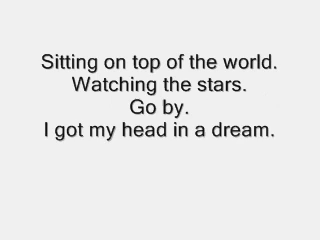 Sitting on top of the world.
Watching the stars.
Go by.
I got my head in a dream.